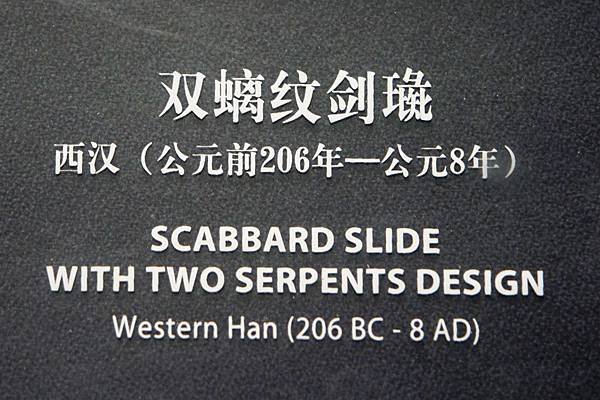 双螭纹剑璏
西汉（公元前206年—公元8年）
SCABBARD SLIDE
WITH TWO SERPENTS DESIGN
Western Han (206 BC - 8 AD)